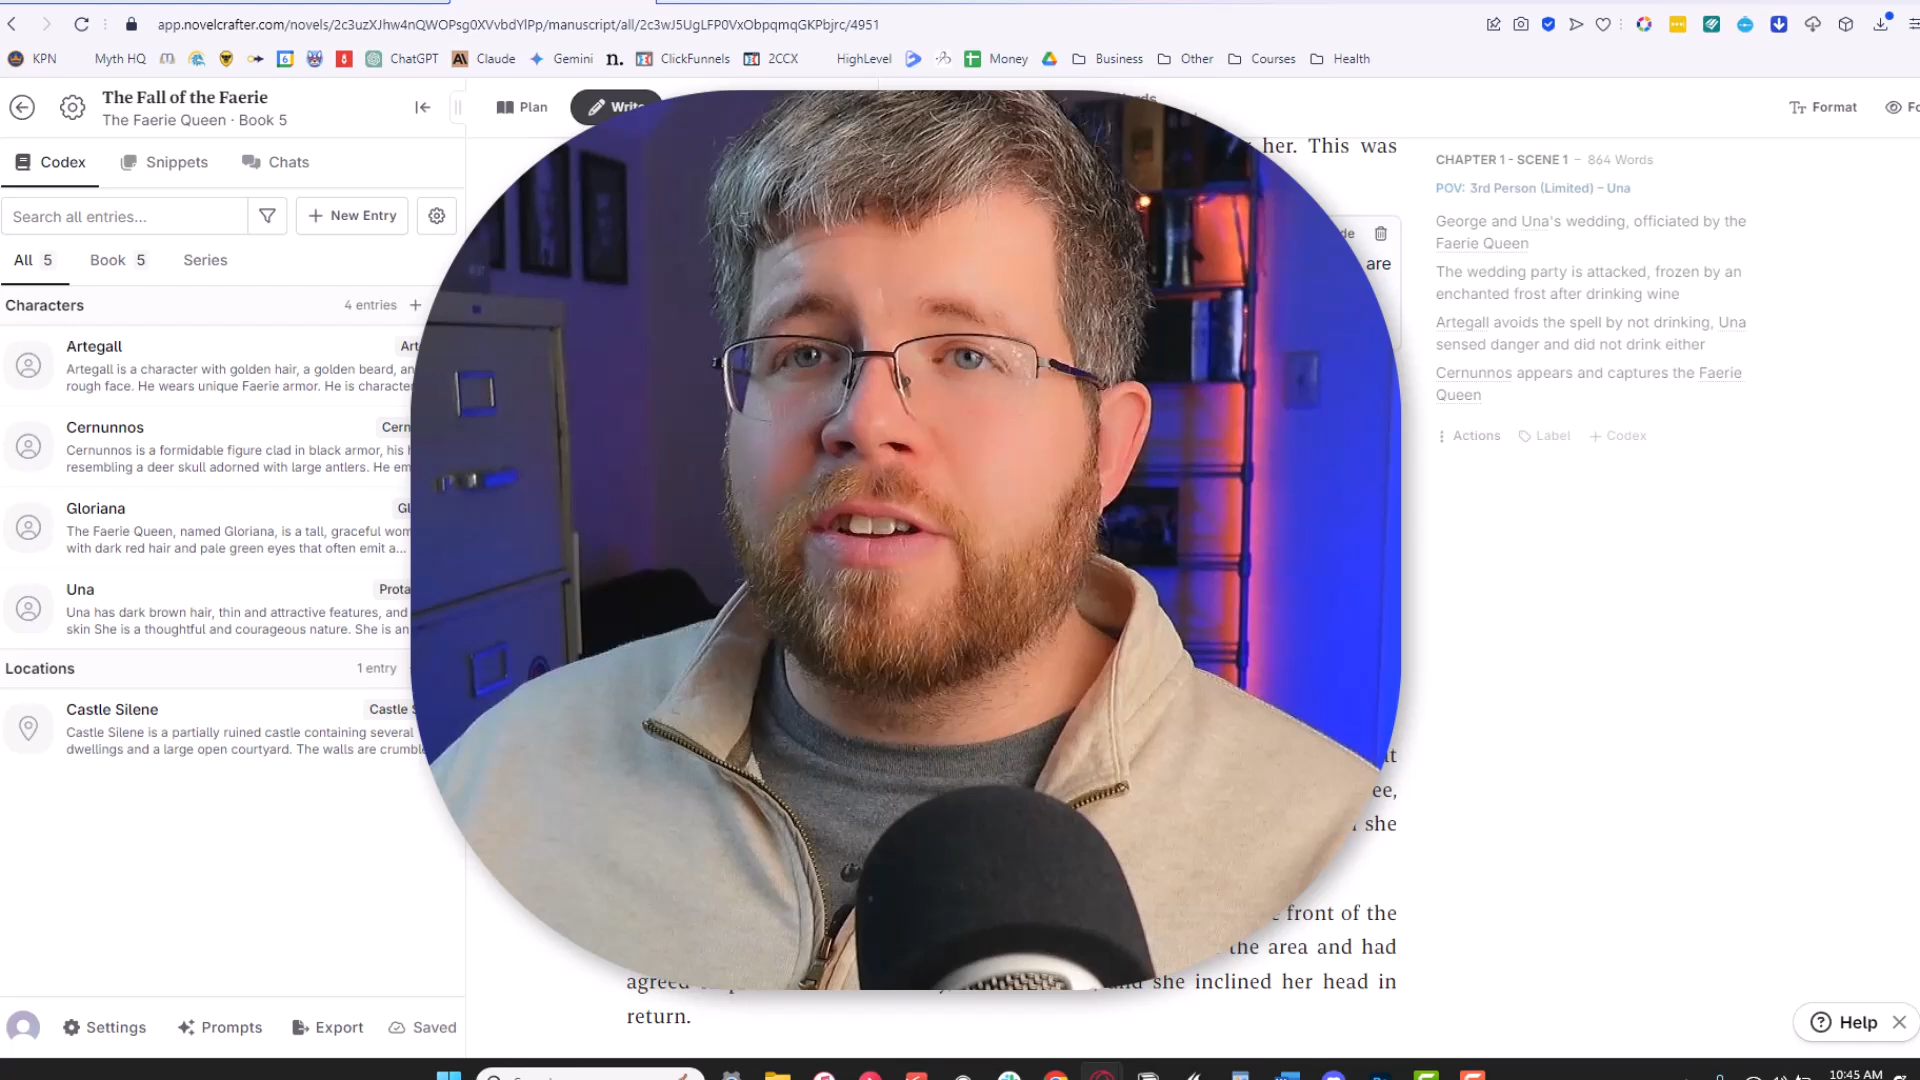 app.novelcrafter.com/novels/2c3uzXJhw4nQWOPsg0XVvbdYlPp/manuscript/all/2c3wJ5UgLFP0VxObpqmqGKPbjrc/4951
KPN Myth HQ 6 ChatGPT Claude Gemini n. ClickFunnels 2CCX HighLevel Money Business Other Courses Health
The Fall of the Faerie
The Faerie Queen · Book 5
Plan Write
Format
Codex Snippets Chats
Search all entries...
New Entry
All 5 Book 5 Series
Characters 4 entries
Artegall
Artegall is a character with golden hair, a golden beard, an
rough face. He wears unique Faerie armor. He is characte
Cernunnos Cern
Cernunnos is a formidable figure clad in black armor, his h
resembling a deer skull adorned with large antlers. He em
Gloriana
The Faerie Queen, named Gloriana, is a tall, graceful wom
with dark red hair and pale green eyes that often emit a...
Una Prota
Una has dark brown hair, thin and attractive features, and
skin She is a thoughtful and courageous nature. She is an
Locations 1 entry
Castle Silene Castle S
Castle Silene is a partially ruined castle containing several
dwellings and a large open courtyard. The walls are crumble
Settings Prompts Export Saved
her. This was
are
she
front of the
the area and had
agreed she inclined her head in
return.
CHAPTER 1 - SCENE 1 – 864 Words
POV: 3rd Person (Limited) – Una
George and Una's wedding, officiated by the
Faerie Queen
The wedding party is attacked, frozen by an
enchanted frost after drinking wine
Artegall avoids the spell by not drinking, Una
sensed danger and did not drink either
Cernunnos appears and captures the Faerie
Queen
Actions Label + Codex
Help
10:45 AM